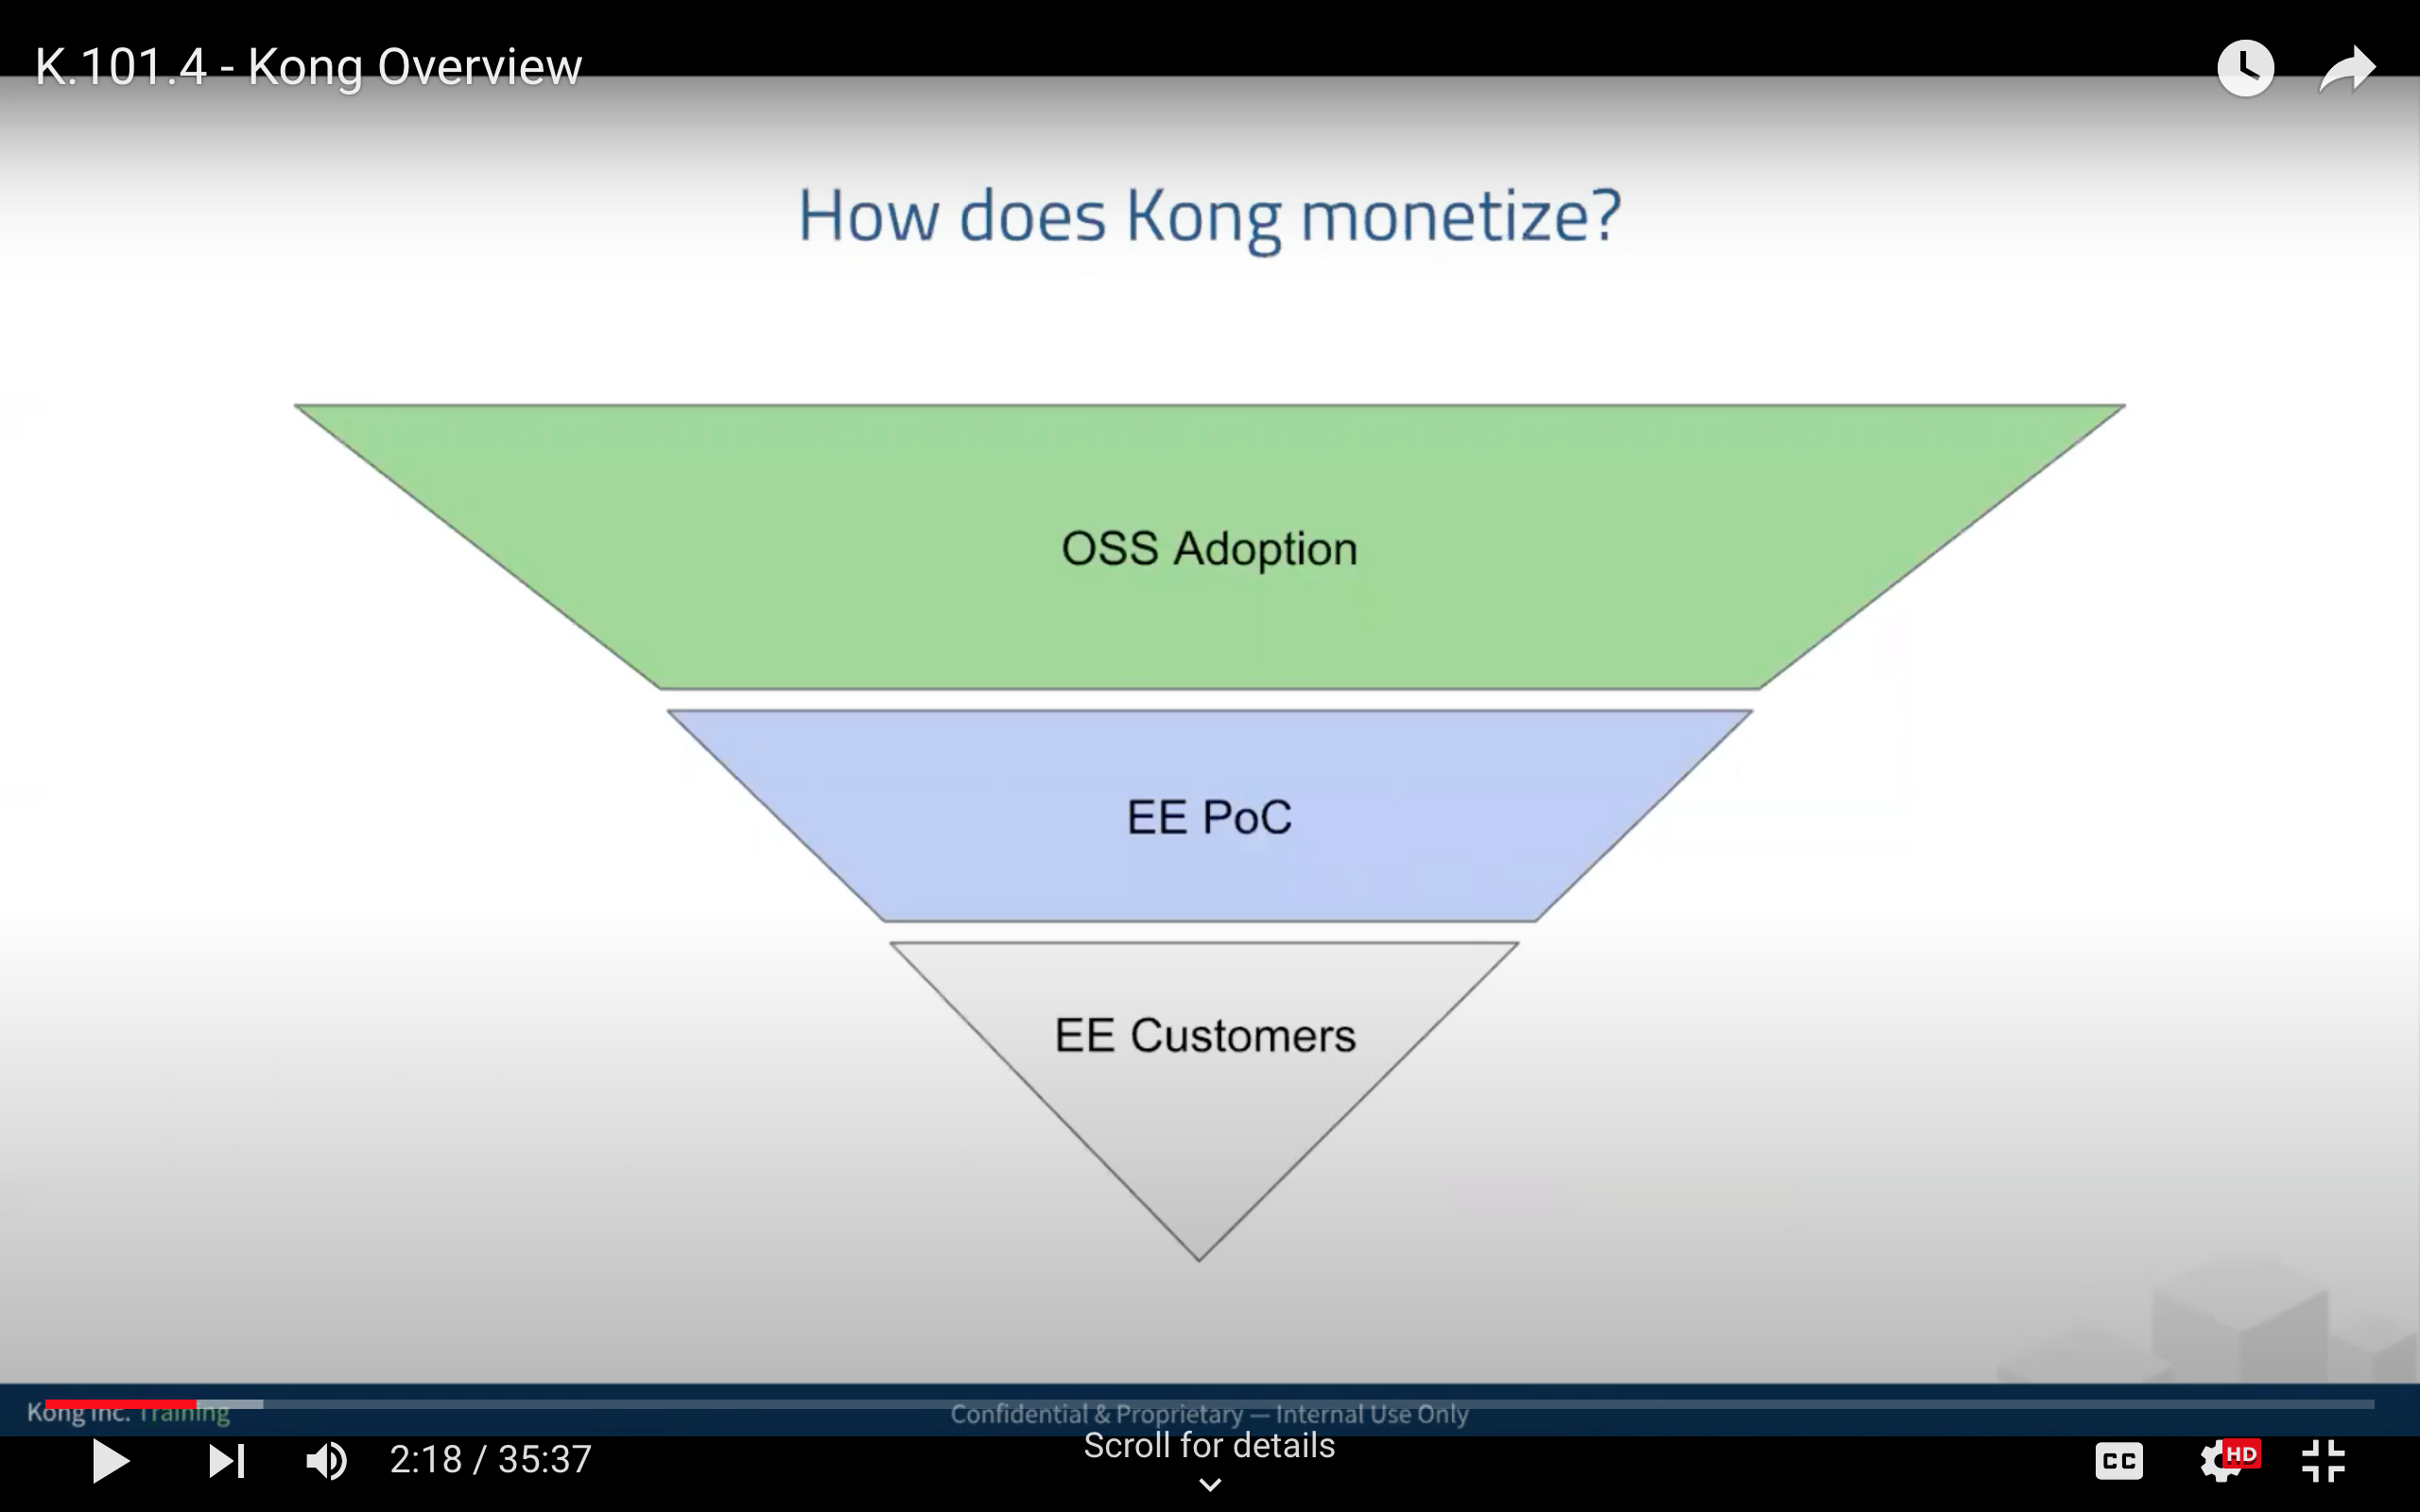 K.101.4 - Kong Overview
How does Kong monetize?
OSS Adoption
EE PoC
EE Customers
Kong Inc. Training
Confidential & Proprietary — Internal Use Only
Scroll for details
2:18 / 35:37
CC
HD